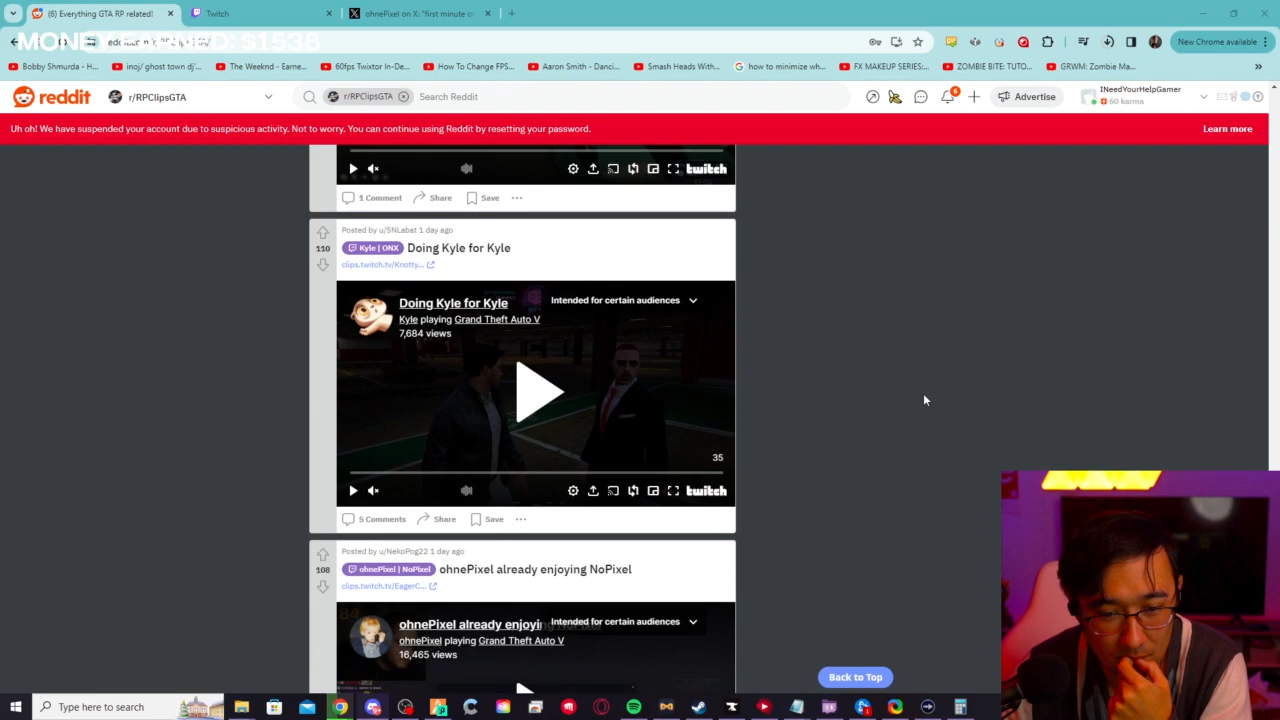 (6) Everything GTA RP related!
Twitch
ohnePixel on X: "first minute o
MONEY EARNED: $1538
New Chrome available
Bobby Shmurda - H...
inoj/ ghost town dj'...
The Weeknd - Earne...
60fps Twixtor In-De...
How To Change FPS...
Aaron Smith - Danci...
Smash Heads With...
how to minimize wh...
FX MAKEUP SERIES:...
ZOMBIE BITE: TUTO...
GRWM: Zombie Ma...
reddit
r/RPClipsGTA
r/RPClipsGTA
Search Reddit
6
Advertise
INeedYourHelpGamer
60 karma
Uh oh! We have suspended your account due to suspicious activity. Not to worry. You can continue using Reddit by resetting your password.
Learn more
twitch
1 Comment
Share
Save
Posted by u/SNLabat 1 day ago
110
Kyle | ONX
Doing Kyle for Kyle
clips.twitch.tv/Knotty...
Doing Kyle for Kyle
Intended for certain audiences
Kyle playing Grand Theft Auto V
7,684 views
35
twitch
5 Comments
Share
Save
Posted by u/NekoPog22 1 day ago
108
ohnePixel | NoPixel
ohnePixel already enjoying NoPixel
clips.twitch.tv/EagerC...
ohnePixel already enjoyi
Intended for certain audiences
ohnePixel playing Grand Theft Auto V
16,465 views
Back to Top
Type here to search